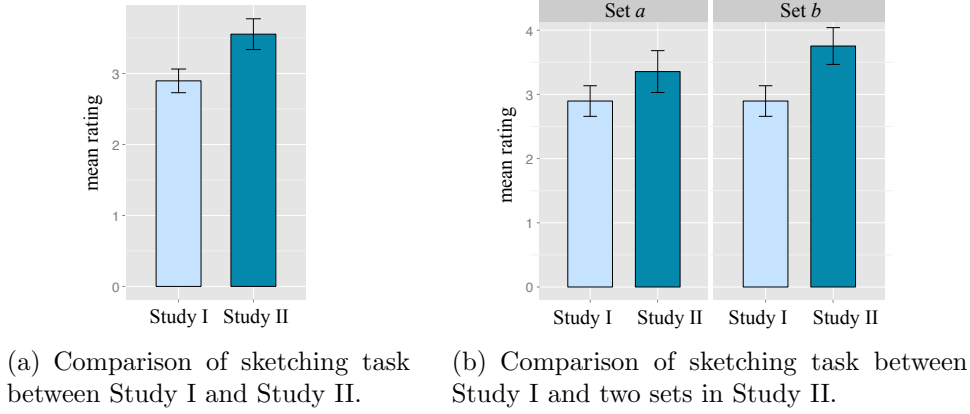 mean rating
3
2
1
0
Study I Study II
(a) Comparison of sketching task
between Study I and Study II.
Set a Set b
mean rating
4
3
2
1
0
Study I Study II Study I Study II
(b) Comparison of sketching task between
Study I and two sets in Study II.